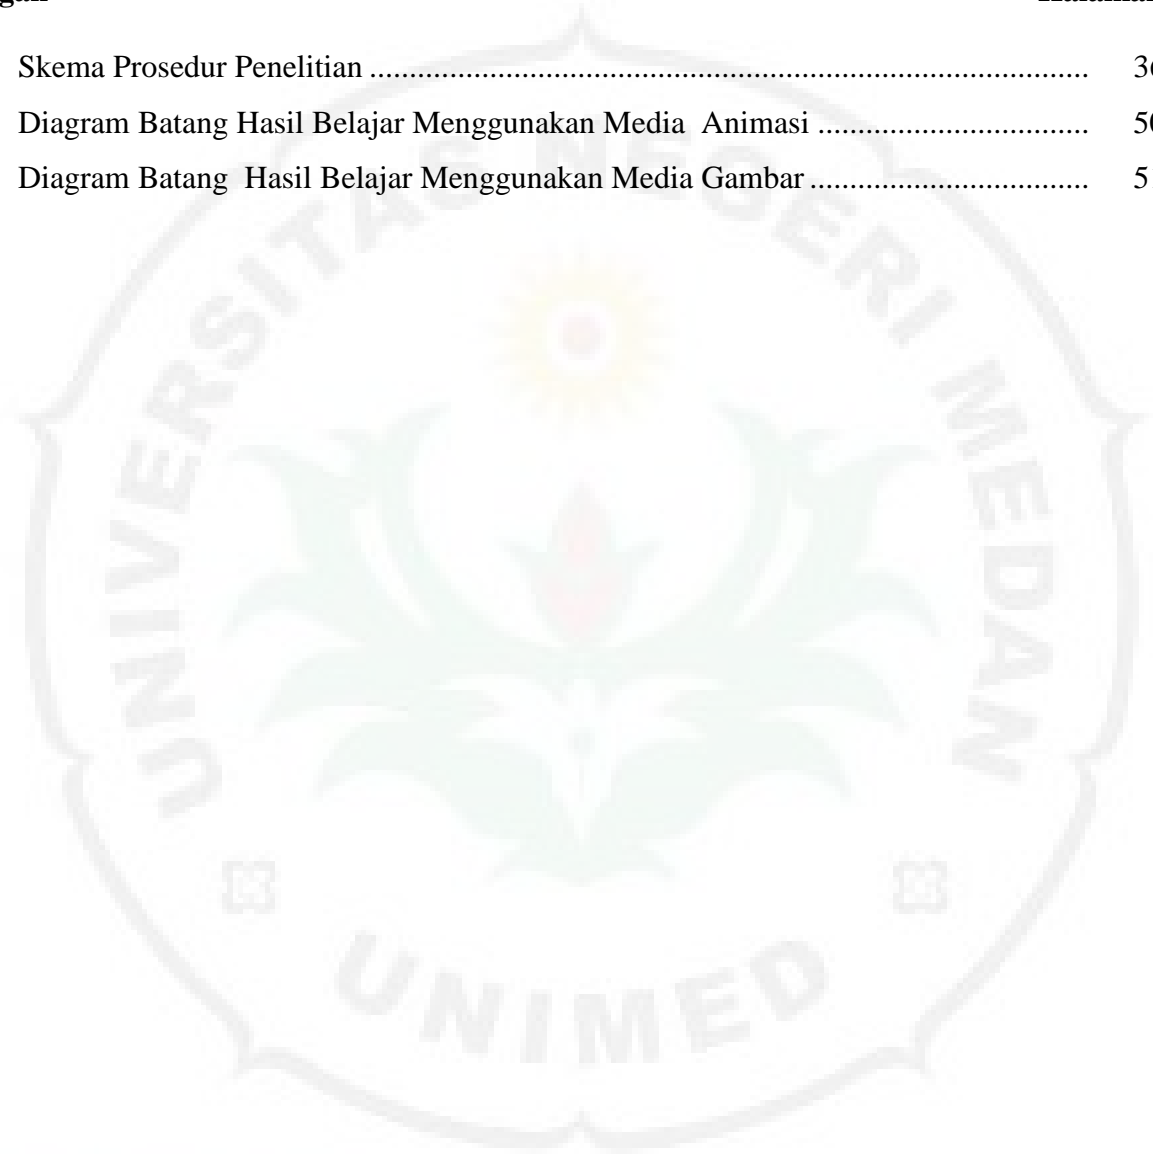 Skema Prosedur Penelitian ..........................................................................................
Diagram Batang Hasil Belajar Menggunakan Media  Animasi ..................................
Diagram Batang  Hasil Belajar Menggunakan Media Gambar ...................................
UNIVERSITAS NEGERI MEDAN
UNIMED